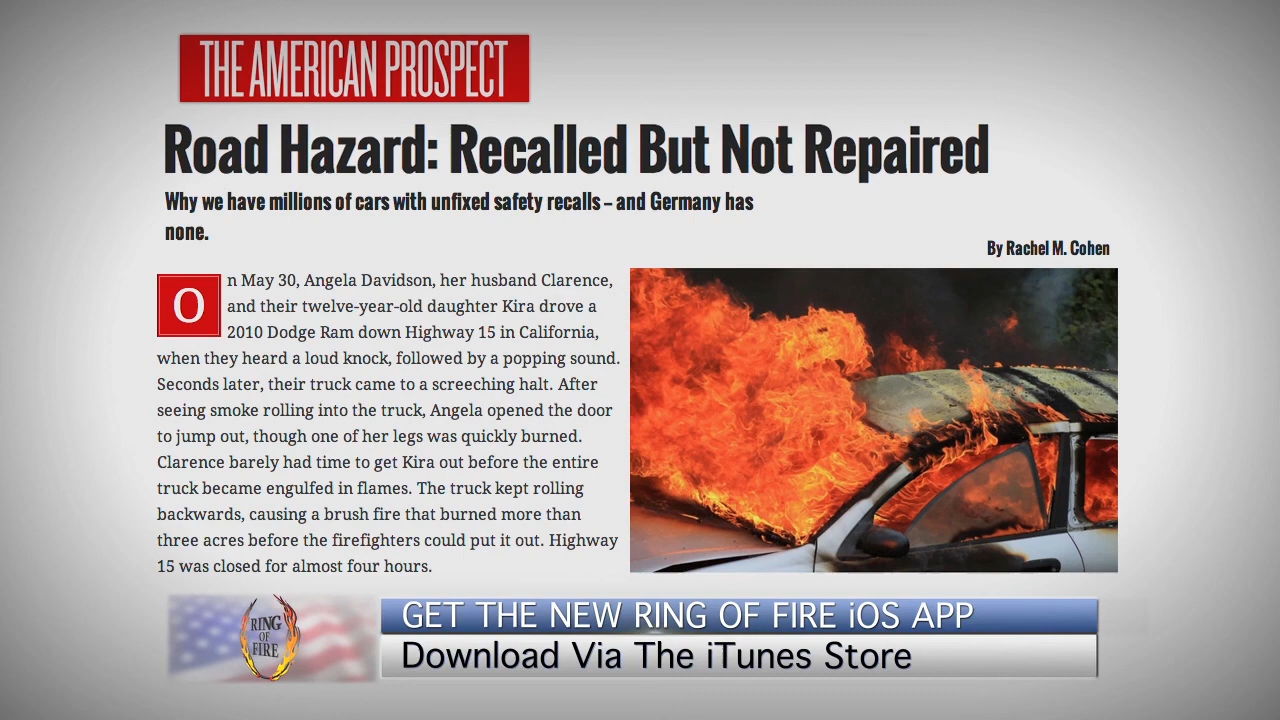 THE AMERICAN PROSPECT
Road Hazard: Recalled But Not Repaired
Why we have millions of cars with unfixed safety recalls – and Germany has
none.
By Rachel M. Cohen
On May 30, Angela Davidson, her husband Clarence,
and their twelve-year-old daughter Kira drove a
2010 Dodge Ram down Highway 15 in California,
when they heard a loud knock, followed by a popping sound.
Seconds later, their truck came to a screeching halt. After
seeing smoke rolling into the truck, Angela opened the door
to jump out, though one of her legs was quickly burned.
Clarence barely had time to get Kira out before the entire
truck became engulfed in flames. The truck kept rolling
backwards, causing a brush fire that burned more than
three acres before the firefighters could put it out. Highway
15 was closed for almost four hours.
RING
OF
FIRE
GET THE NEW RING OF FIRE iOS APP
Download Via The iTunes Store